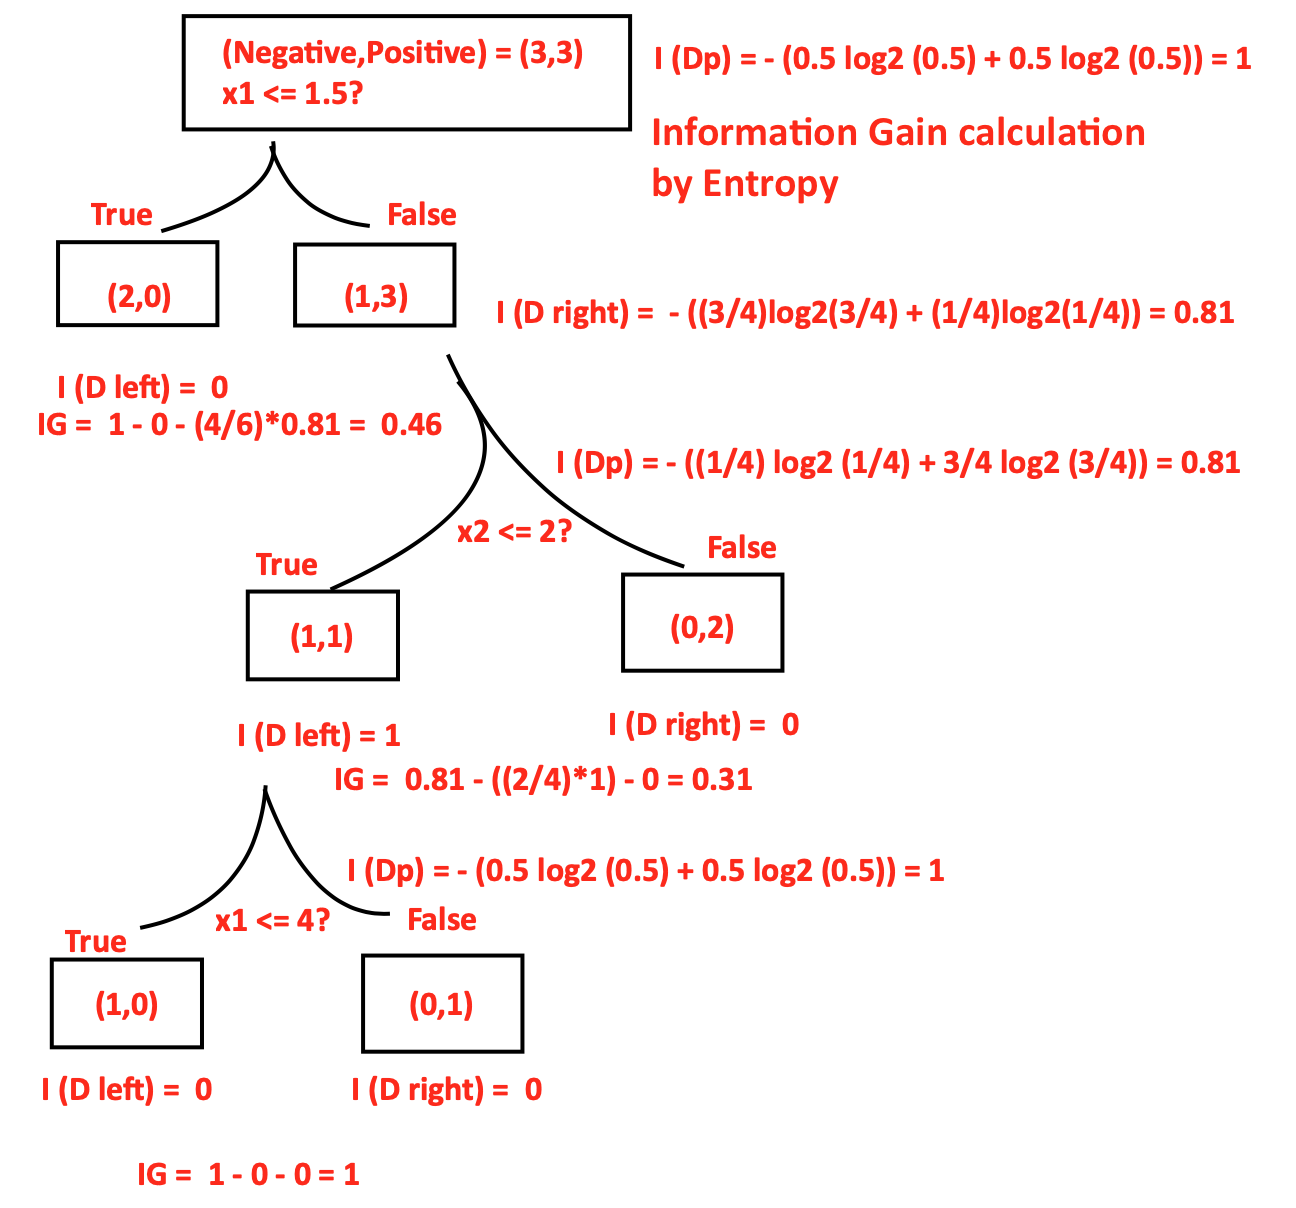 (Negative,Positive) = (3,3)
x1 <= 1.5?
I (Dp) = - (0.5 log2 (0.5) + 0.5 log2 (0.5)) = 1
Information Gain calculation
by Entropy
True
False
(2,0)
(1,3)
I (D right) = - ((3/4)log2(3/4) + (1/4)log2(1/4)) = 0.81
I (D left) = 0
IG = 1 - 0 - (4/6)*0.81 = 0.46
I (Dp) = - ((1/4) log2 (1/4) + 3/4 log2 (3/4)) = 0.81
x2 <= 2?
True
False
(1,1)
(0,2)
I (D left) = 1
I (D right) = 0
IG = 0.81 - ((2/4)*1) - 0 = 0.31
I (Dp) = - (0.5 log2 (0.5) + 0.5 log2 (0.5)) = 1
x1 <= 4?
True
False
(1,0)
(0,1)
I (D left) = 0
I (D right) = 0
IG = 1 - 0 - 0 = 1